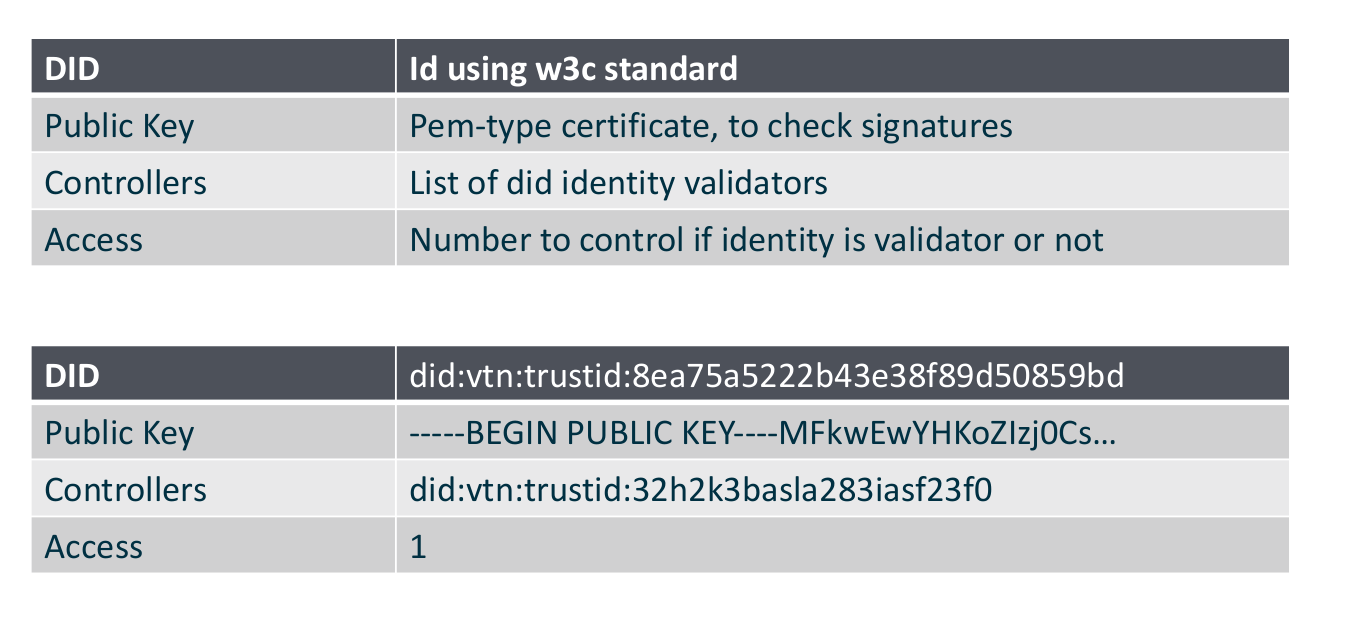 DID Id using w3c standard
Public Key Pem-type certificate, to check signatures
Controllers List of did identity validators
Access Number to control if identity is validator or not
DID did:vtn:trustid:8ea75a5222b43e38f89d50859bd
Public Key -----BEGIN PUBLIC KEY----MFkwEwYHKoZIzj0Cs...
Controllers did:vtn:trustid:32h2k3basla283iasf23f0
Access 1